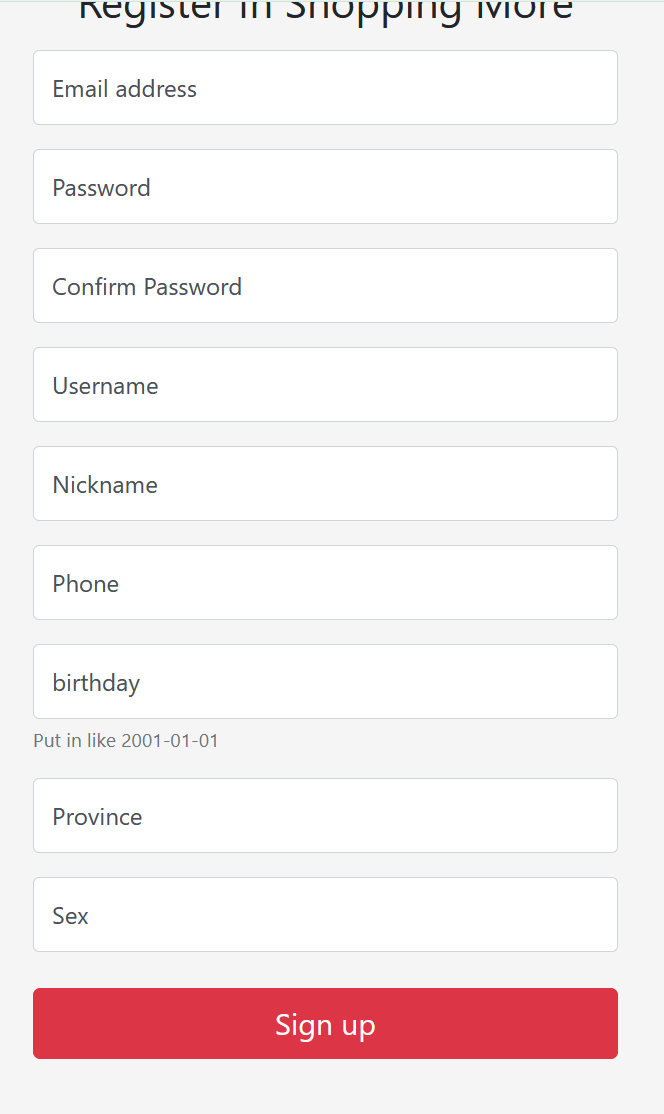 Register in Shopping More
Email address
Password
Confirm Password
Username
Nickname
Phone
birthday
Put in like 2001-01-01
Province
Sex
Sign up